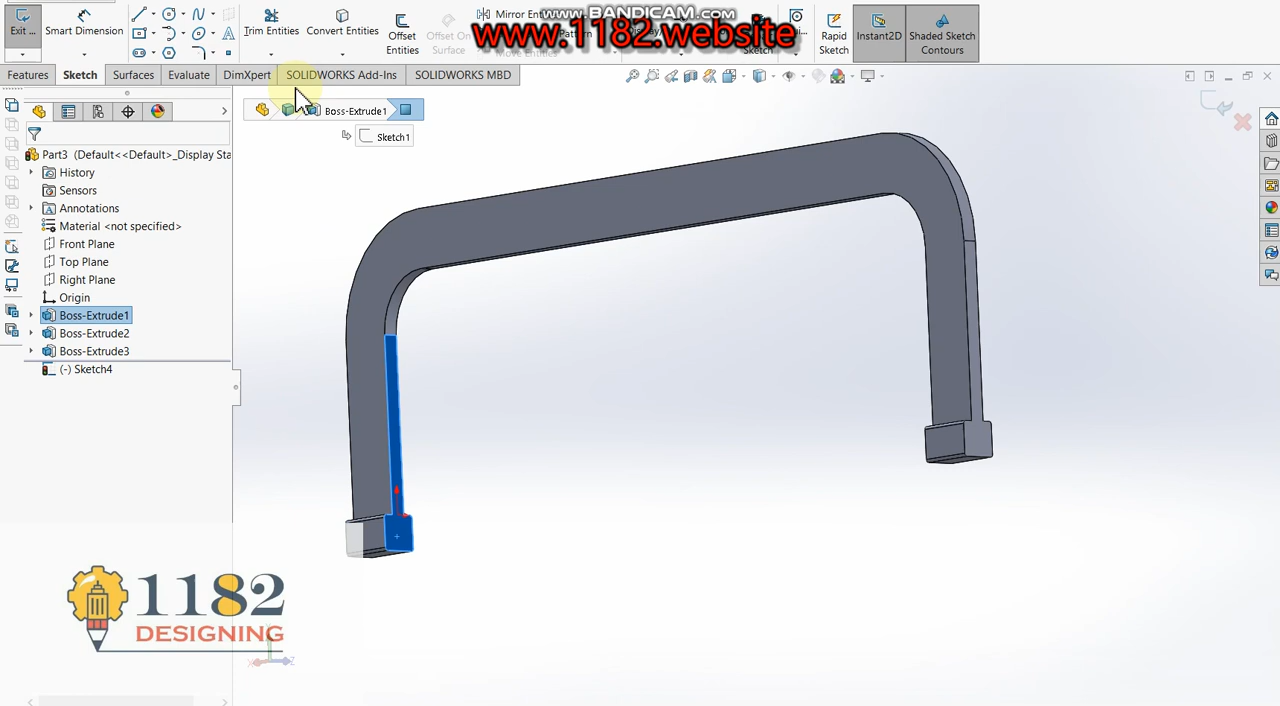 Exit ...
Smart Dimension
Trim Entities
Convert Entities
Offset Entities
Offset On Surface
Mirror Entities
Move Entities
www.BANDICAM.com
www.1182.website
Rapid Sketch
Instant2D
Shaded Sketch Contours
Features
Sketch
Surfaces
Evaluate
DimXpert
SOLIDWORKS Add-Ins
SOLIDWORKS MBD
Boss-Extrude1
Sketch1
Part3 (Default<<Default>_Display Sta
History
Sensors
Annotations
Material <not specified>
Front Plane
Top Plane
Right Plane
Origin
Boss-Extrude1
Boss-Extrude2
Boss-Extrude3
(-) Sketch4
1182
DESIGNING